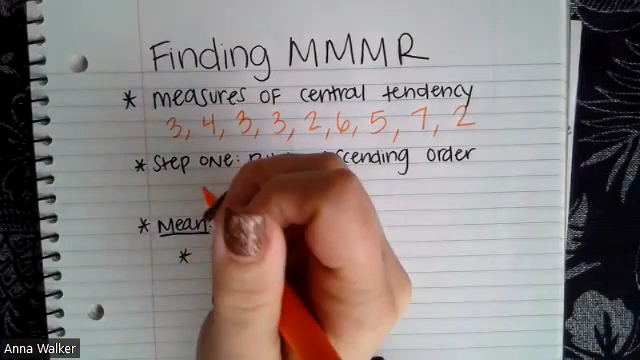 Finding MMMR
* measures of central tendency
3, 4, 3, 3, 2, 6, 5, 7, 2
* Step one: ascending order
* Mean:
*
Anna Walker